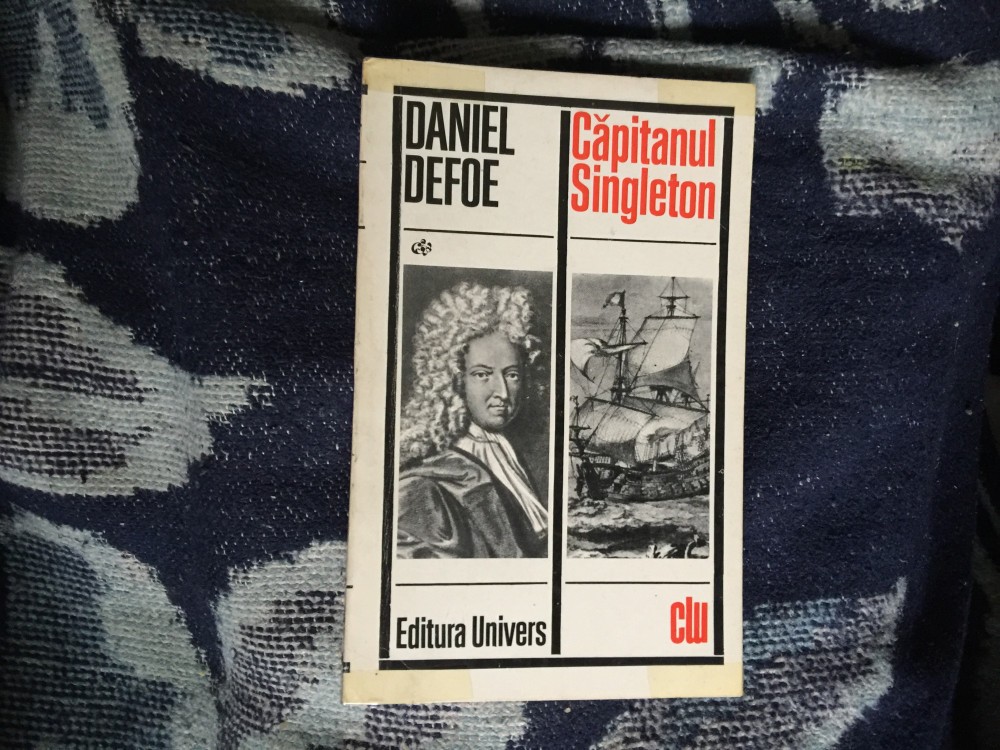 DANIEL
DEFOE
Căpitanul
Singleton
Editura Univers
clu